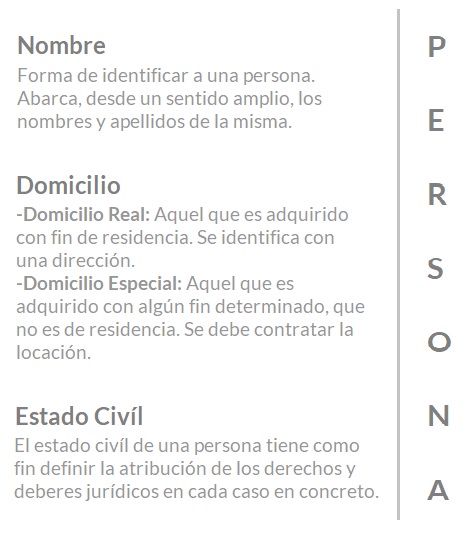 Nombre
Forma de identificar a una persona.
Abarca, desde un sentido amplio, los
nombres y apellidos de la misma.
Domicilio
-Domicilio Real: Aquel que es adquirido
con fin de residencia. Se identifica con
una dirección.
-Domicilio Especial: Aquel que es
adquirido con algún fin determinado, que
no es de residencia. Se debe contratar la
locación.
Estado Civíl
El estado civíl de una persona tiene como
fin definir la atribución de los derechos y
deberes jurídicos en cada caso en concreto.
P
E
R
S
O
N
A